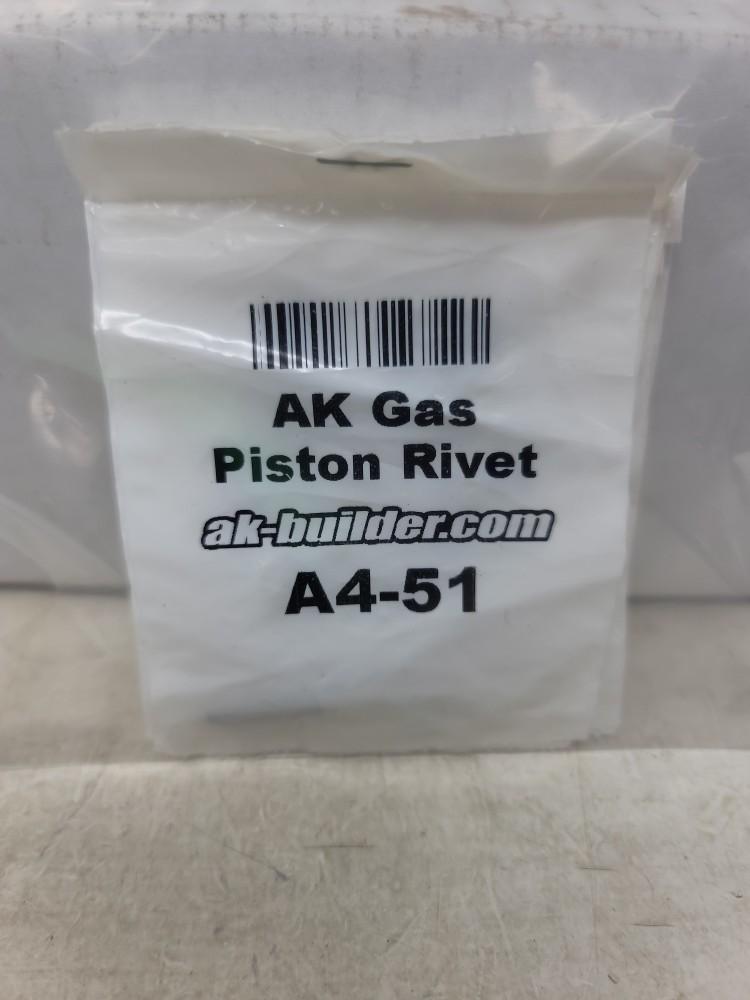 AK Gas
Piston Rivet
ak-builder.com
A4-51